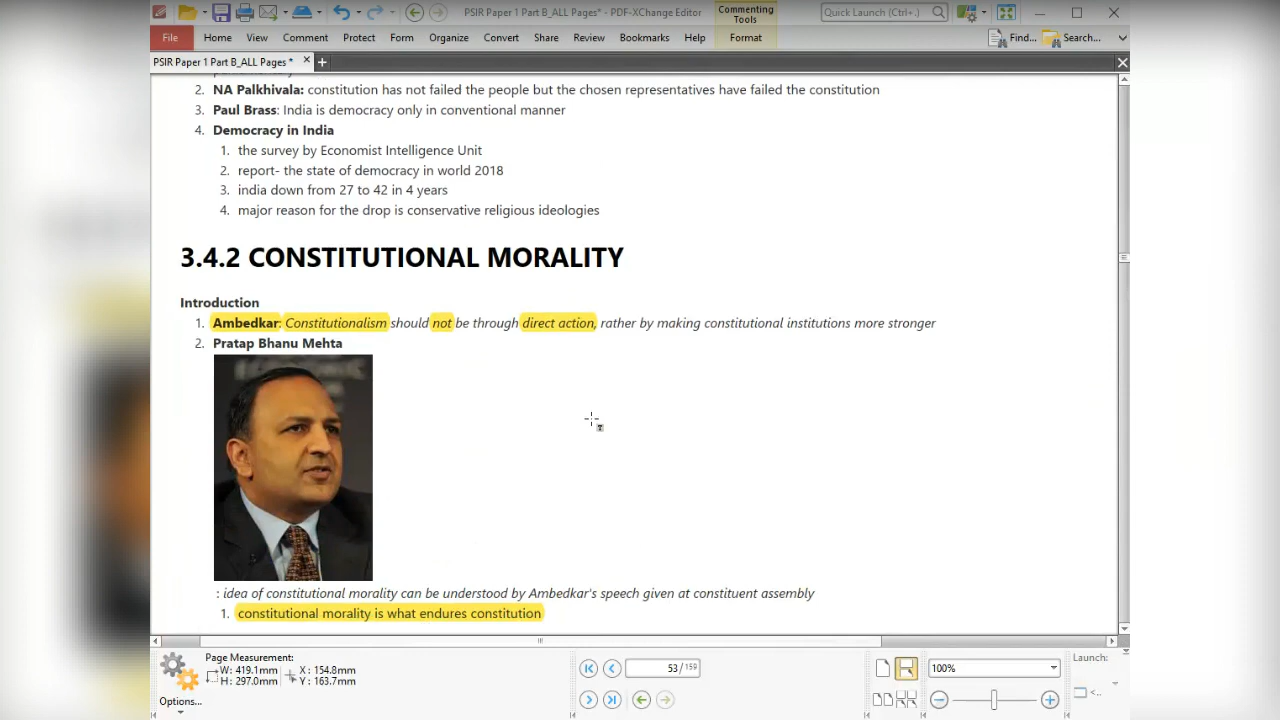 PSIR Paper 1 Part B_ALL Pages* - PDF-XChange Editor
Commenting Tools
Quick Launch (Ctrl+.)
File Home View Comment Protect Form Organize Convert Share Review Bookmarks Help Format Find... Search...
PSIR Paper 1 Part B_ALL Pages *
2. NA Palkhivala: constitution has not failed the people but the chosen representatives have failed the constitution
3. Paul Brass: India is democracy only in conventional manner
4. Democracy in India
1. the survey by Economist Intelligence Unit
2. report- the state of democracy in world 2018
3. india down from 27 to 42 in 4 years
4. major reason for the drop is conservative religious ideologies
3.4.2 CONSTITUTIONAL MORALITY
Introduction
1. Ambedkar: Constitutionalism should not be through direct action, rather by making constitutional institutions more stronger
2. Pratap Bhanu Mehta
: idea of constitutional morality can be understood by Ambedkar's speech given at constituent assembly
1. constitutional morality is what endures constitution
Options...
Page Measurement:
W: 419.1mm X: 154.8mm
H: 297.0mm Y: 163.7mm
53 / 159
100%
Launch: